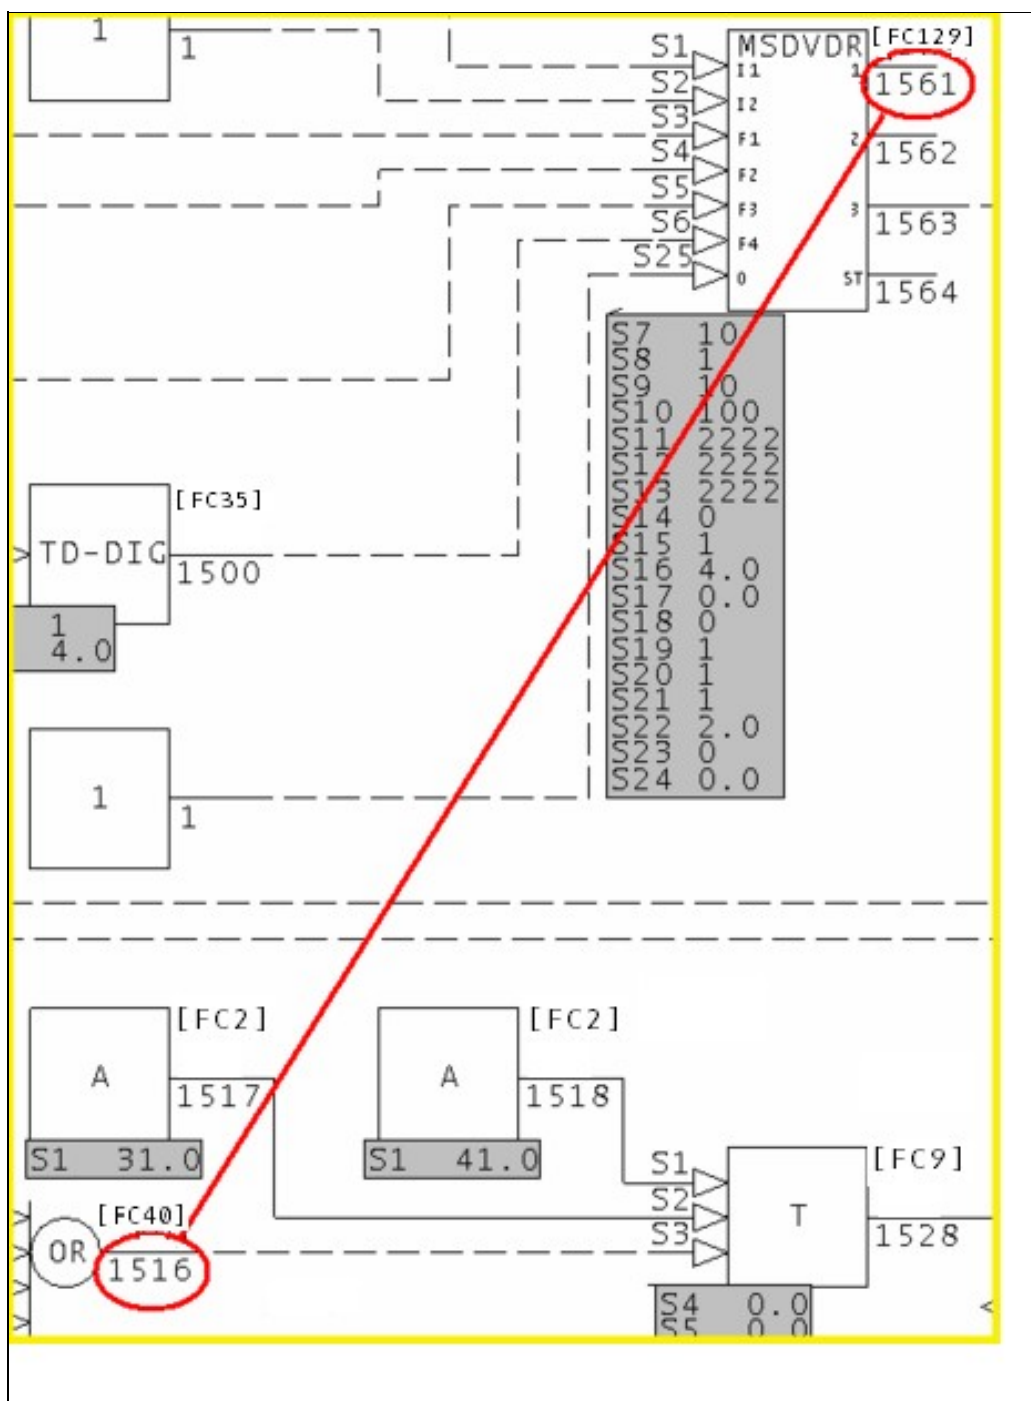 1
1
S1
S2
S3
S4
S5
S6
S25
MSDVDR
[FC129]
I1
I2
F1
F2
F3
F4
0
1
2
3
ST
1561
1562
1563
1564
S7 10
S8 1
S9 10
S10 100
S11 2222
S12 2222
S13 2222
S14 0
S15 1
S16 4.0
S17 0.0
S18 0
S19 1
S20 1
S21 1
S22 2.0
S23 0
S24 0.0
[FC35]
TD-DIG
1500
1
4.0
1
1
[FC2]
A
1517
S1 31.0
[FC2]
A
1518
S1 41.0
[FC40]
OR
1516
S1
S2
S3
T
[FC9]
1528
S4 0.0
S5 0.0